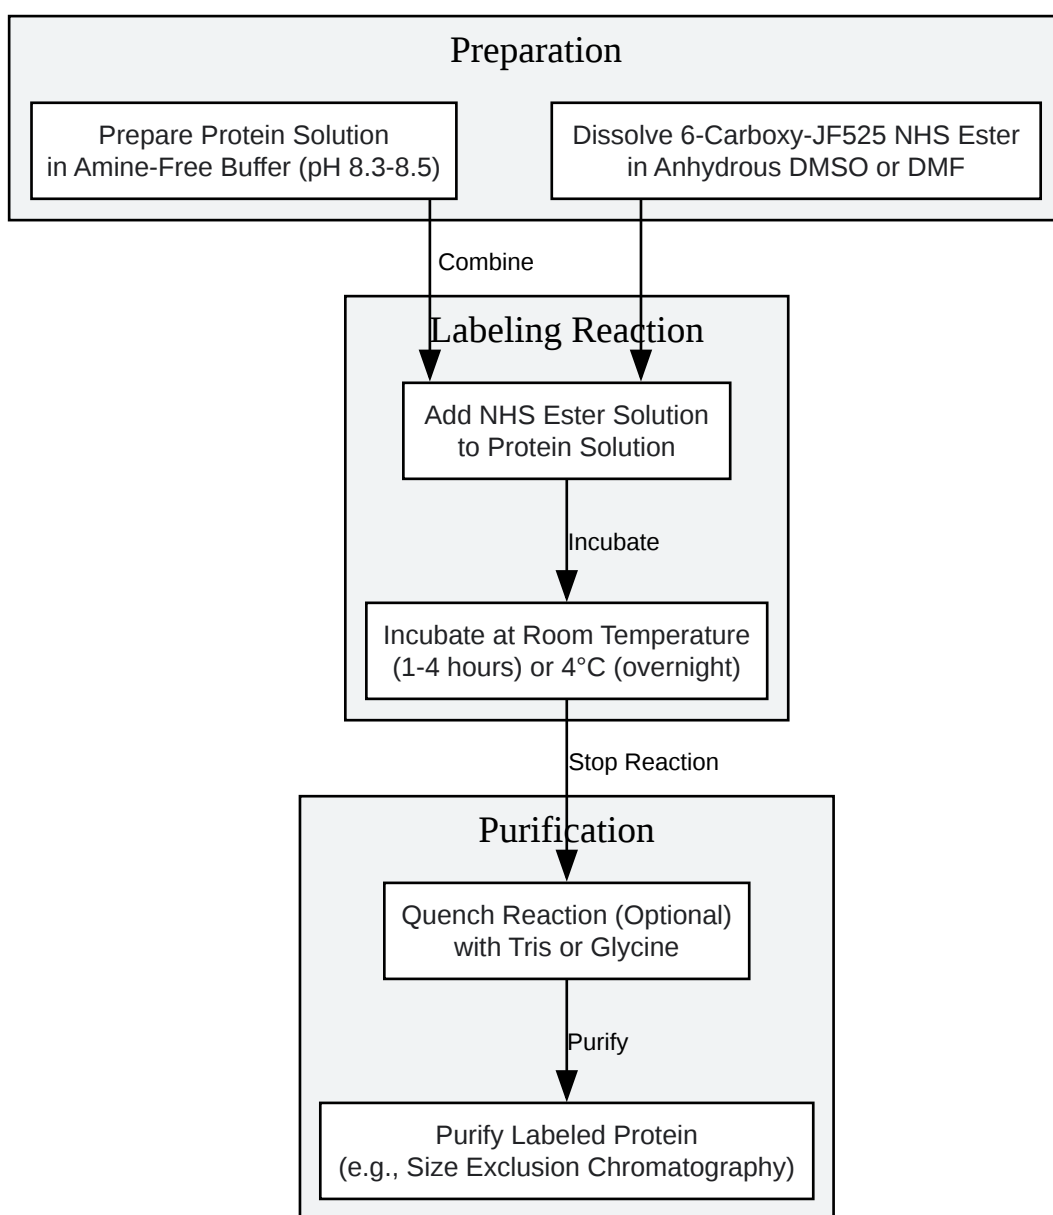 Preparation
Prepare Protein Solution
in Amine-Free Buffer (pH 8.3-8.5)
Dissolve 6-Carboxy-JF525 NHS Ester
in Anhydrous DMSO or DMF
Combine
Labeling Reaction
Add NHS Ester Solution
to Protein Solution
Incubate
Incubate at Room Temperature
(1-4 hours) or 4°C (overnight)
Stop Reaction
Purification
Quench Reaction (Optional)
with Tris or Glycine
Purify
Purify Labeled Protein
(e.g., Size Exclusion Chromatography)